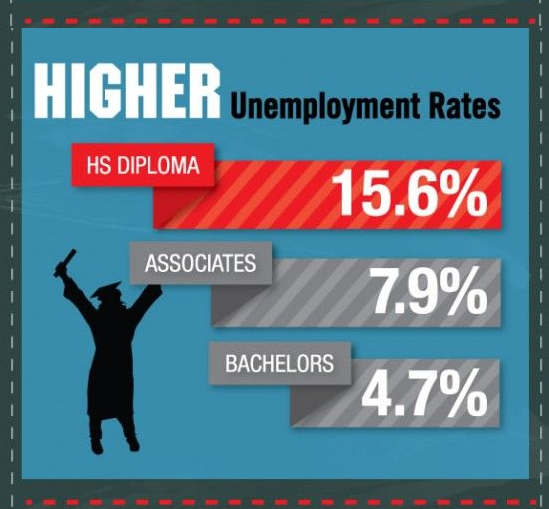 HIGHER Unemployment Rates
HS DIPLOMA
15.6%
ASSOCIATES
7.9%
BACHELORS
4.7%